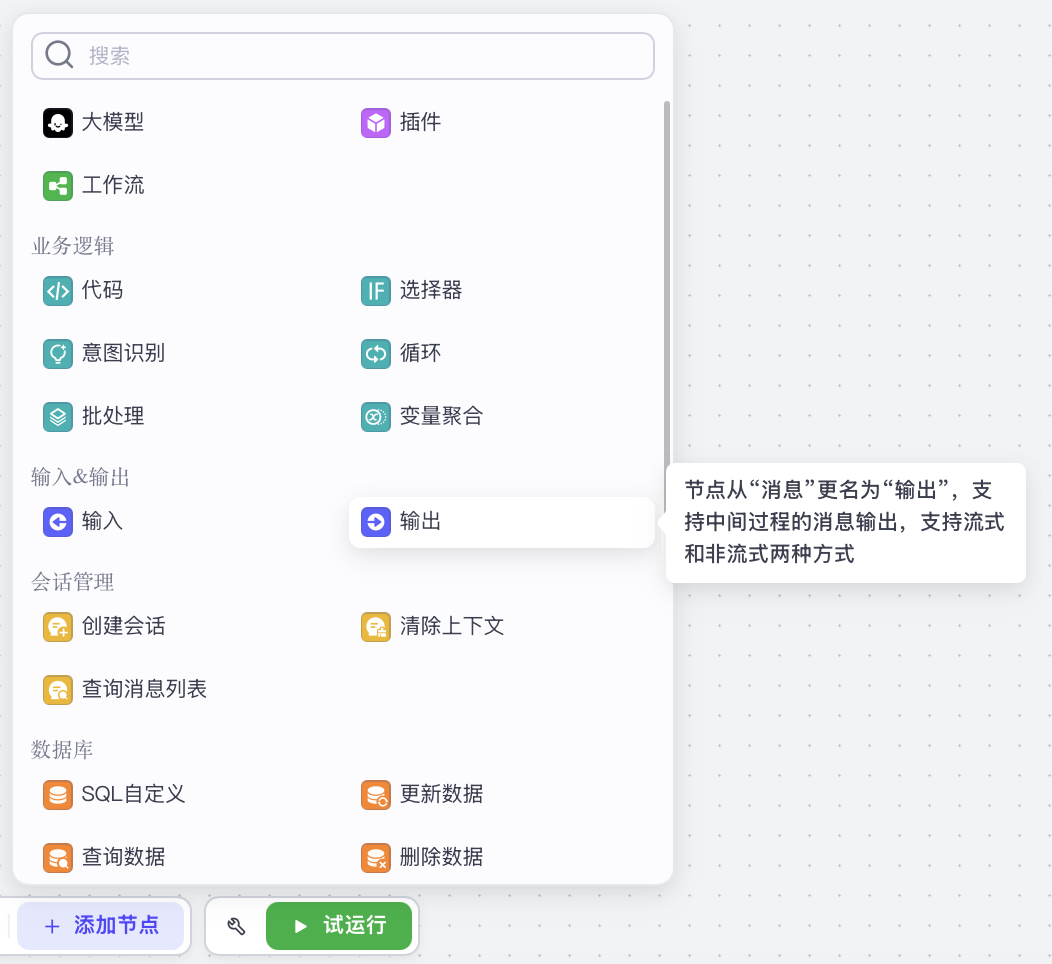 搜索
大模型
插件
工作流
业务逻辑
代码
IF
选择器
意图识别
循环
批处理
变量聚合
输入&输出
输入
输出
节点从“消息”更名为“输出”，支
持中间过程的消息输出，支持流式
和非流式两种方式
会话管理
创建会话
清除上下文
查询消息列表
数据库
SQL自定义
更新数据
查询数据
删除数据
添加节点
试运行